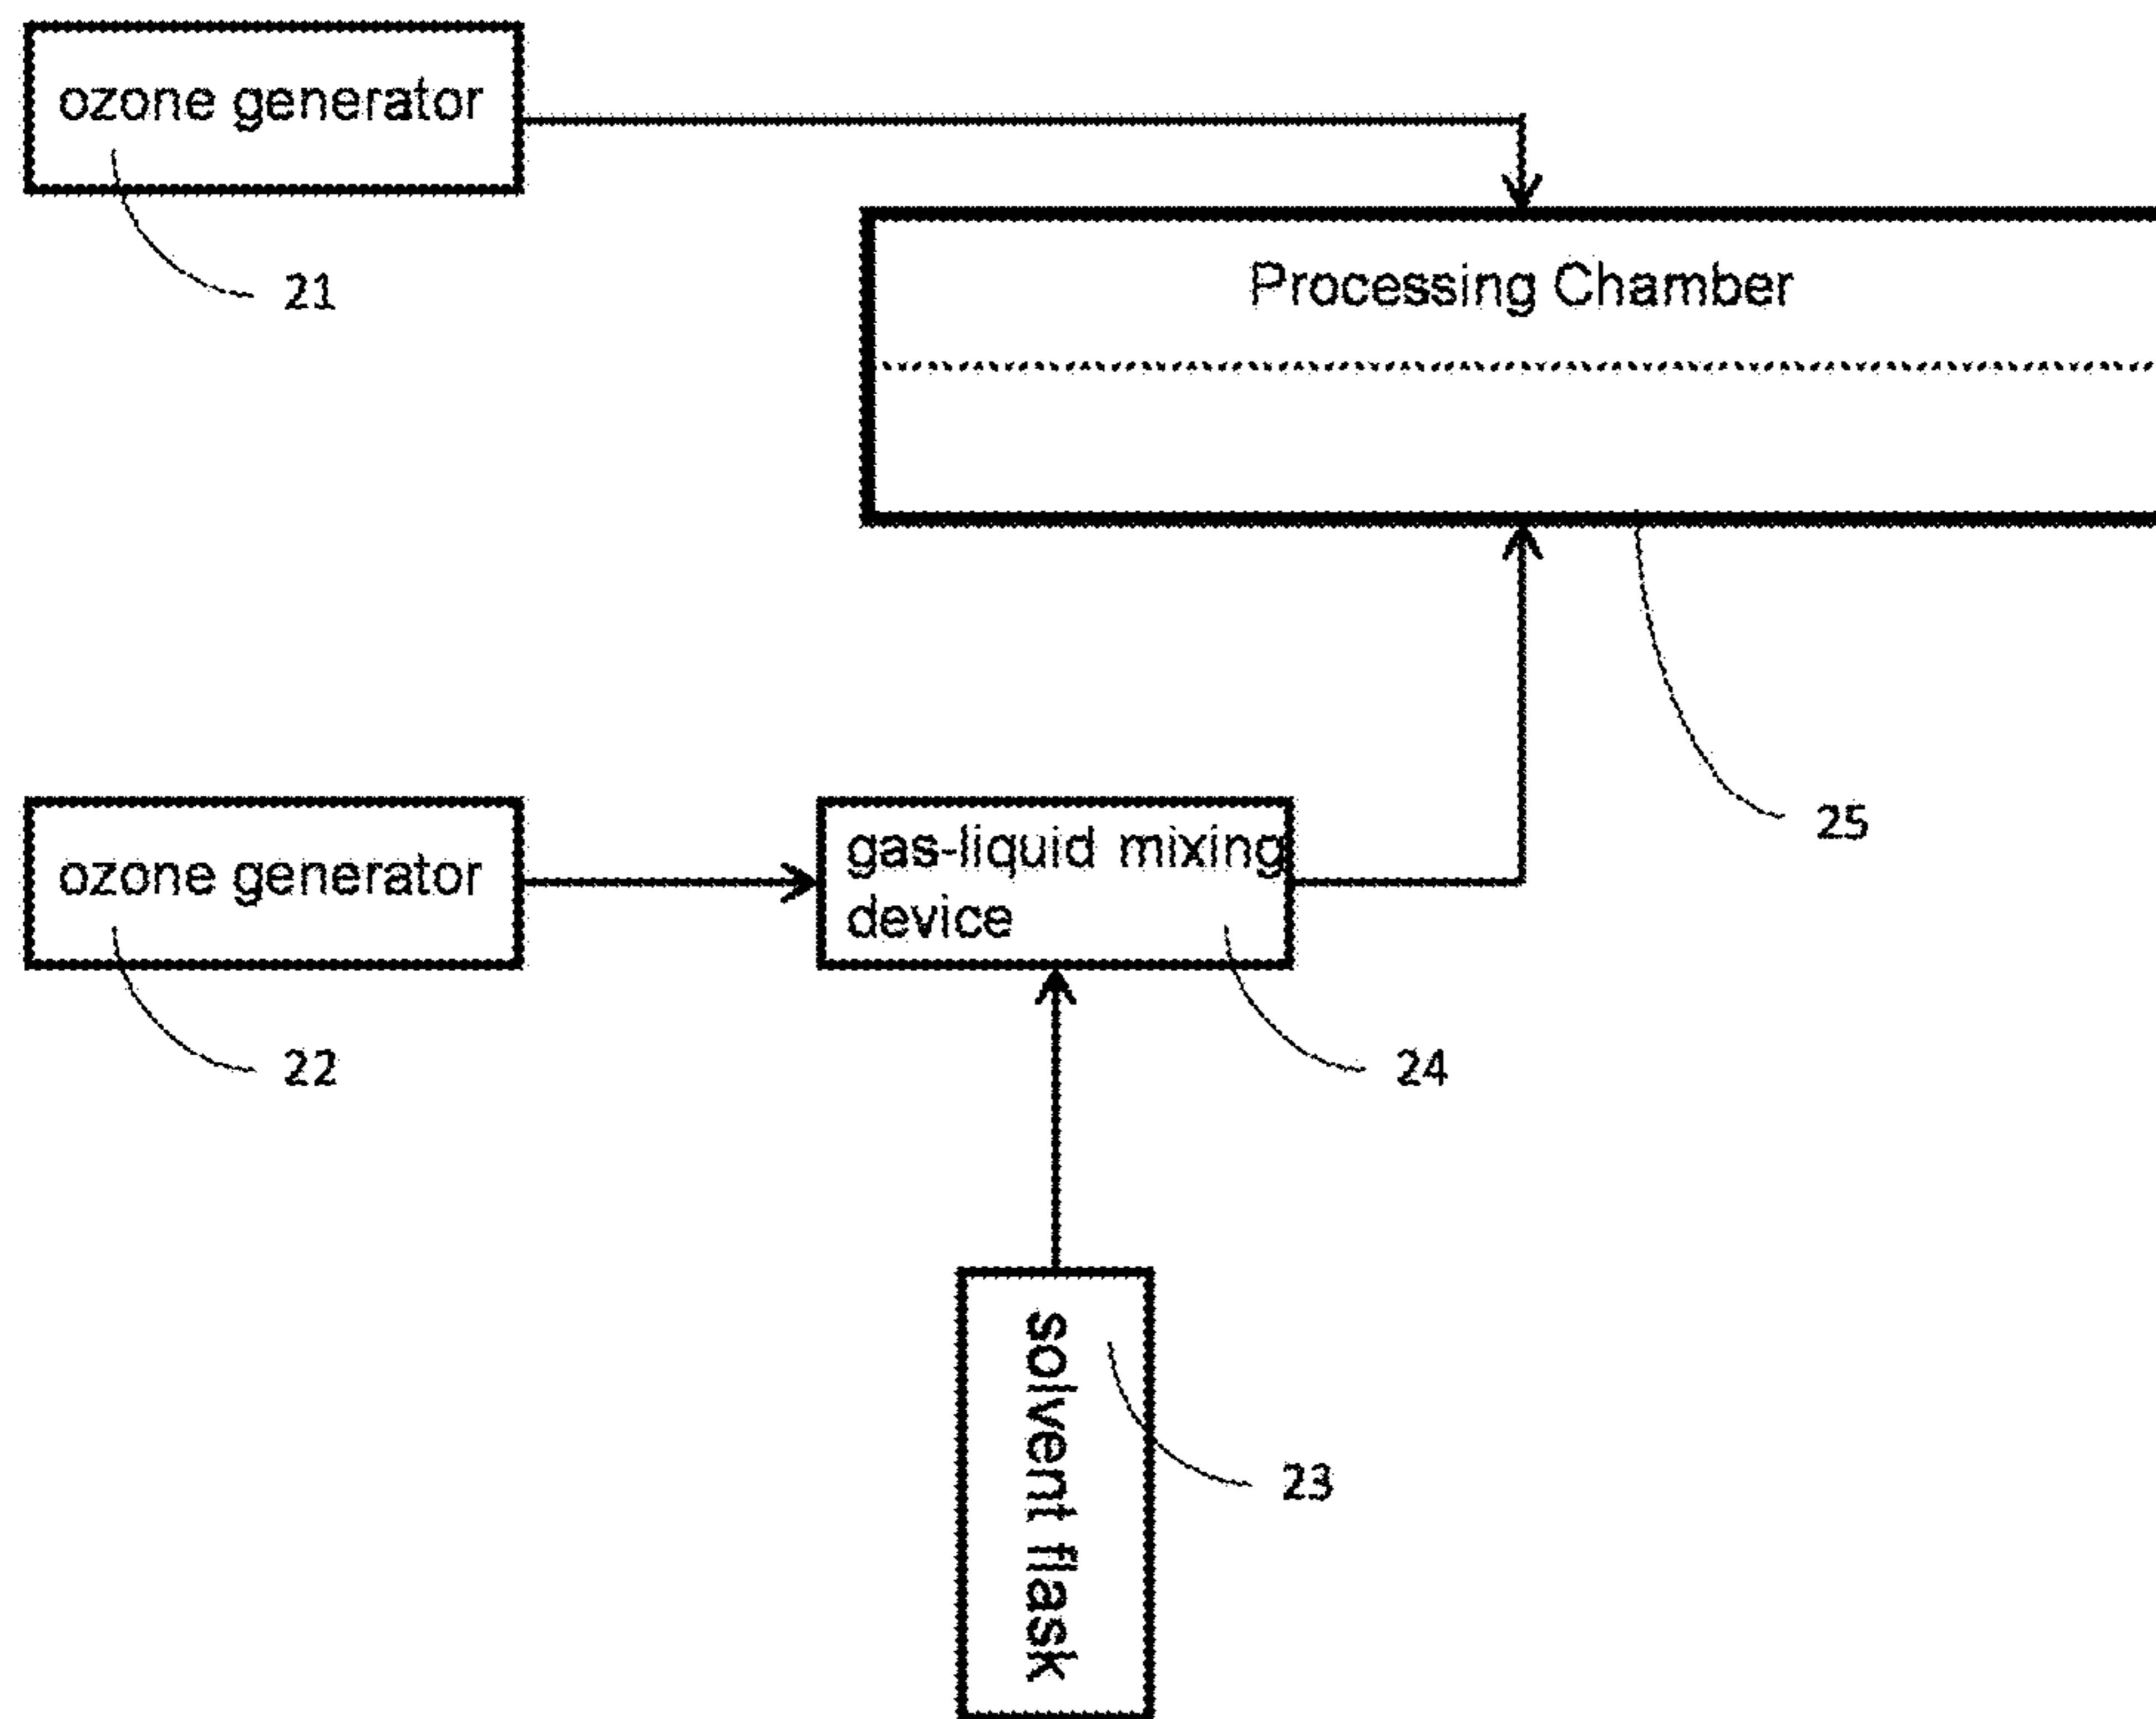 ozone generator
21
Processing Chamber
25
ozone generator
22
gas-liquid mixing
device
24
solvent flask
23